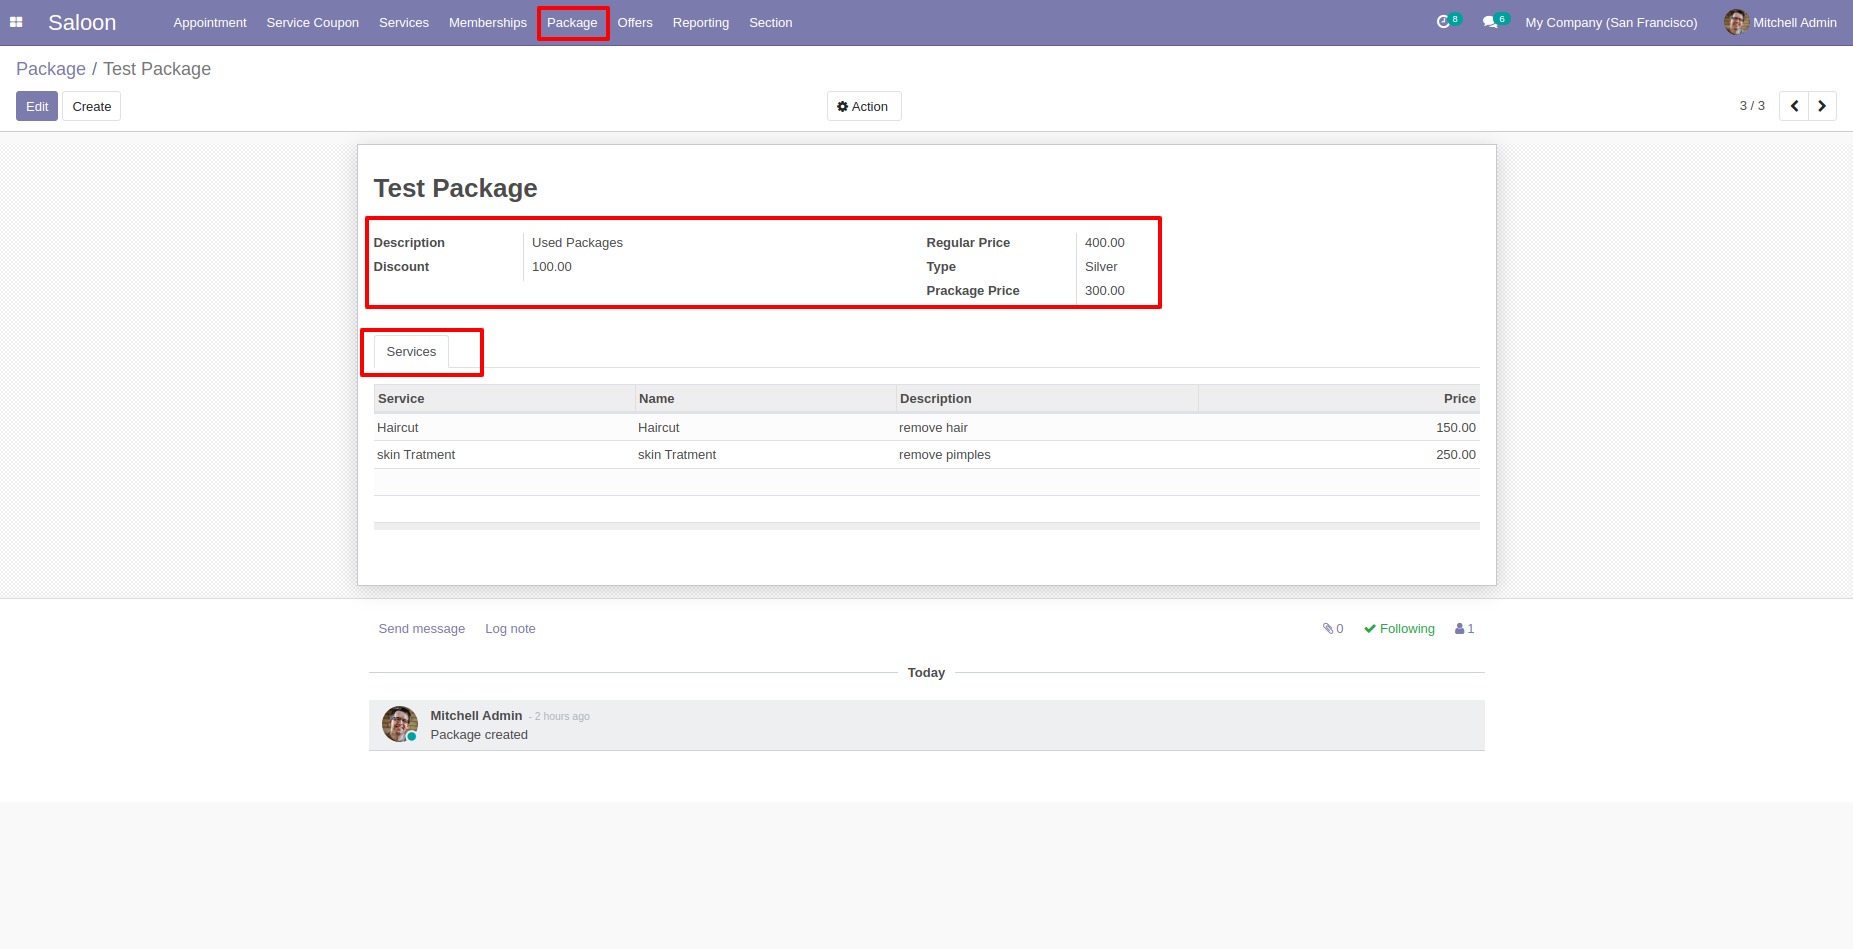 Saloon Appointment Service Coupon Services Memberships Package Offers Reporting Section 8 6 My Company (San Francisco) Mitchell Admin
Package / Test Package
Edit Create Action 3 / 3
Test Package
Description Used Packages Regular Price 400.00
Discount 100.00 Type Silver
Prackage Price 300.00
Services
Service Name Description Price
Haircut Haircut remove hair 150.00
skin Tratment skin Tratment remove pimples 250.00
Send message Log note 0 Following 1
Today
Mitchell Admin - 2 hours ago
Package created